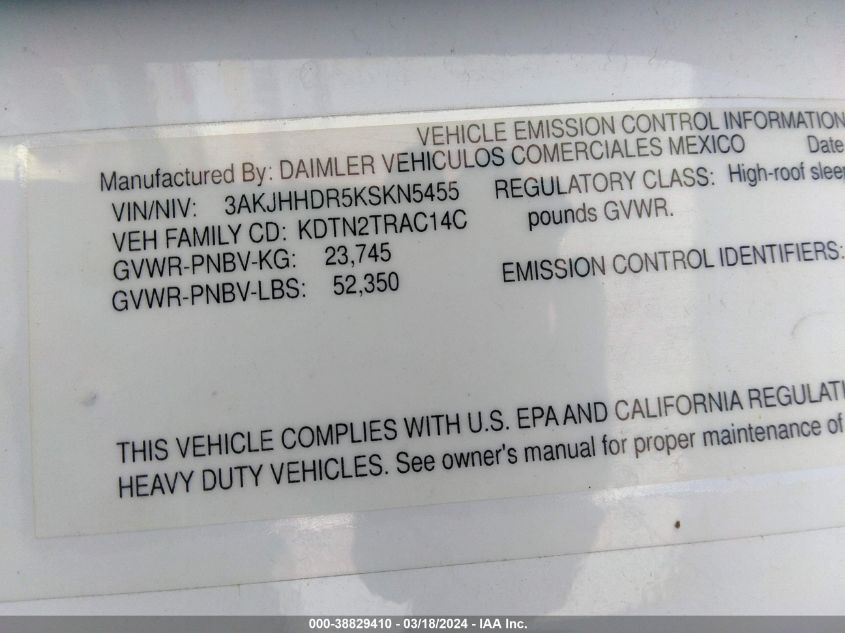 VEHICLE EMISSION CONTROL INFORMATION
Manufactured By: DAIMLER VEHICULOS COMERCIALES MEXICO Date
VIN/NIV: 3AKJHHDR5KSKN5455 REGULATORY CLASS: High-roof sleeper
VEH FAMILY CD: KDTN2TRAC14C pounds GVWR.
GVWR-PNBV-KG: 23,745
GVWR-PNBV-LBS: 52,350 EMISSION CONTROL IDENTIFIERS:
THIS VEHICLE COMPLIES WITH U.S. EPA AND CALIFORNIA REGULATI
HEAVY DUTY VEHICLES. See owner's manual for proper maintenance of
000-38829410 - 03/18/2024 - IAA Inc.